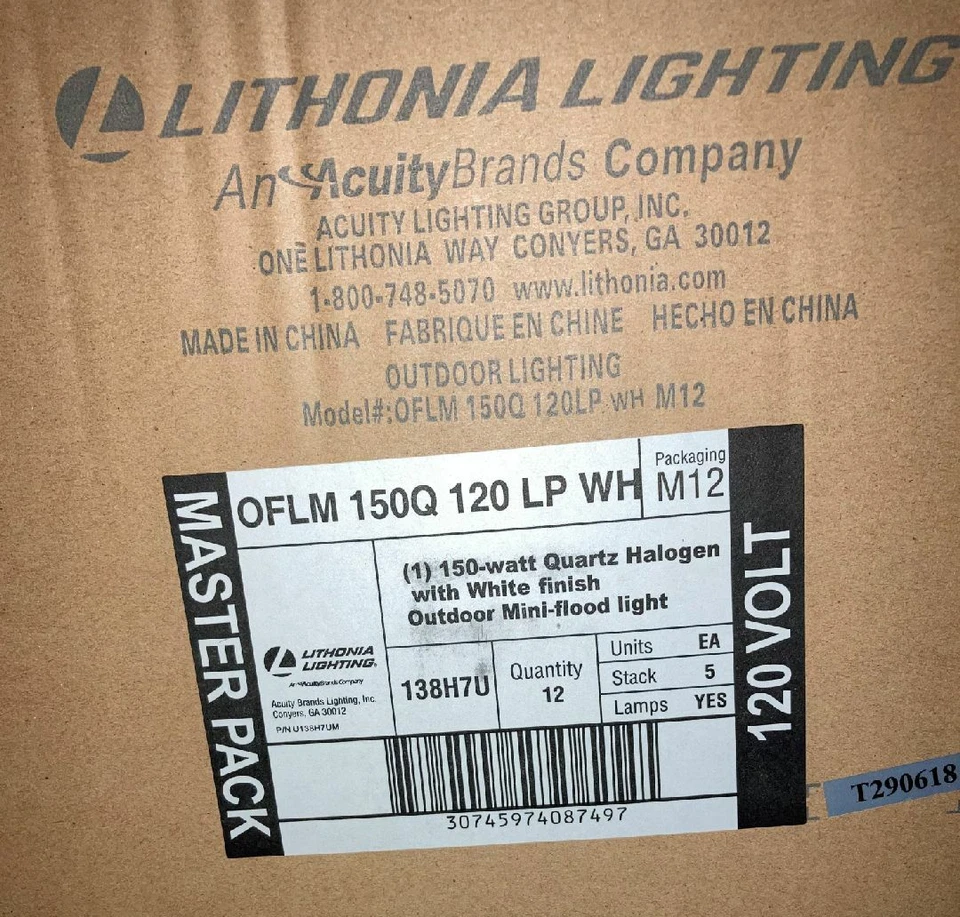 LITHONIA LIGHTING
An AcuityBrands Company
ACUITY LIGHTING GROUP, INC.
ONE LITHONIA WAY CONYERS, GA 30012
1-800-748-5070 www.lithonia.com
MADE IN CHINA FABRIQUE EN CHINE HECHO EN CHINA
OUTDOOR LIGHTING
Model#:OFLM 150Q 120LP WH M12
MASTER PACK
OFLM 150Q 120 LP WH
Packaging
M12
120 VOLT
(1) 150-watt Quartz Halogen
with White finish
Outdoor Mini-flood light
LITHONIA
LIGHTING®
An AcuityBrands Company
Acuity Brands Lighting, Inc.
Conyers, GA 30012
P/N U138H7UM
138H7U
Quantity
12
Units EA
Stack 5
Lamps YES
30745974087497
T290618